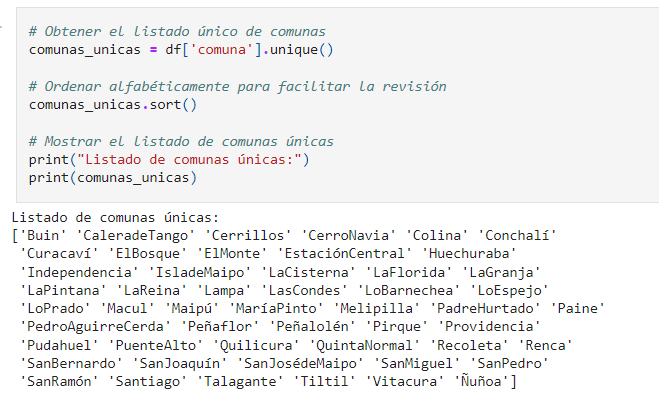 # Obtener el listado único de comunas
comunas_unicas = df['comuna'].unique()
# Ordenar alfabéticamente para facilitar la revisión
comunas_unicas.sort()
# Mostrar el listado de comunas únicas
print("Listado de comunas únicas:")
print(comunas_unicas)
Listado de comunas únicas:
['Buin' 'CaleradeTango' 'Cerrillos' 'CerroNavia' 'Colina' 'Conchalí'
'Curacaví' 'ElBosque' 'ElMonte' 'EstaciónCentral' 'Huechuraba'
'Independencia' 'IsladeMaipo' 'LaCisterna' 'LaFlorida' 'LaGranja'
'LaPintana' 'LaReina' 'Lampa' 'LasCondes' 'LoBarnechea' 'LoEspejo'
'LoPrado' 'Macul' 'Maipú' 'MaríaPinto' 'Melipilla' 'PadreHurtado' 'Paine'
'PedroAguirreCerda' 'Peñaflor' 'Peñalolén' 'Pirque' 'Providencia'
'Pudahuel' 'PuenteAlto' 'Quilicura' 'QuintaNormal' 'Recoleta' 'Renca'
'SanBernardo' 'SanJoaquín' 'SanJosédeMaipo' 'SanMiguel' 'SanPedro'
'SanRamón' 'Santiago' 'Talagante' 'Tiltil' 'Vitacura' 'Ñuñoa']